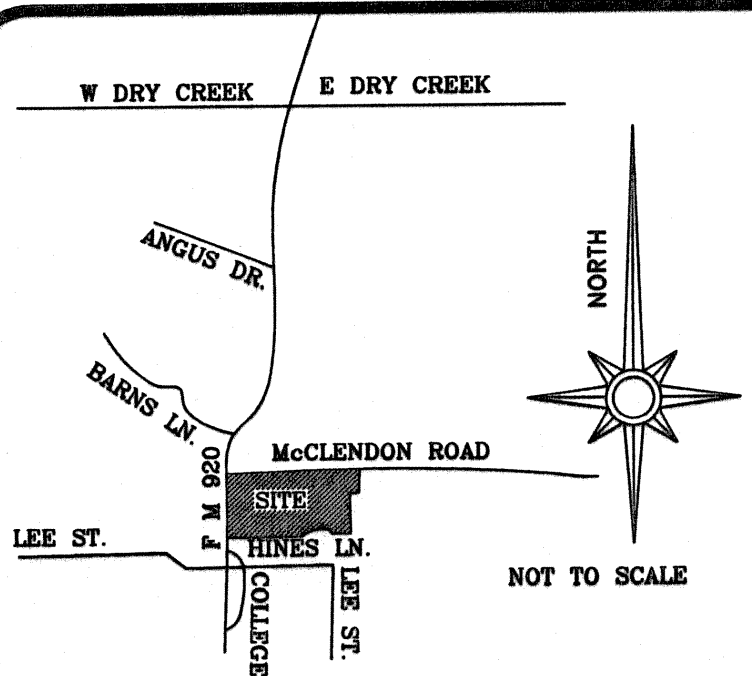 W DRY CREEK
E DRY CREEK
ANGUS DR.
NORTH
BARNS LN.
McCLENDON ROAD
F M 920
SITE
LEE ST.
HINES LN.
COLLEGE
LEE ST.
NOT TO SCALE